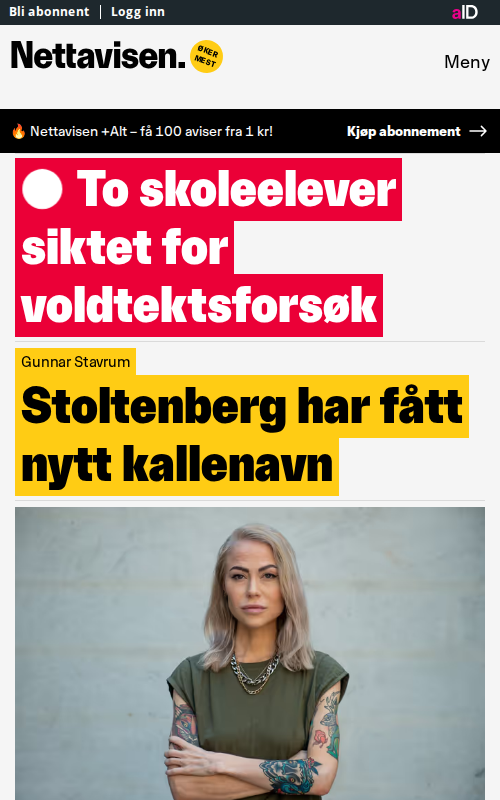 Bli abonnent | Logg inn
aID
Nettavisen.
ØKER
MEST
Meny
🔥 Nettavisen +Alt – få 100 aviser fra 1 kr!
Kjøp abonnement →
To skoleelever
siktet for
voldtektsforsøk
Gunnar Stavrum
Stoltenberg har fått
nytt kallenavn